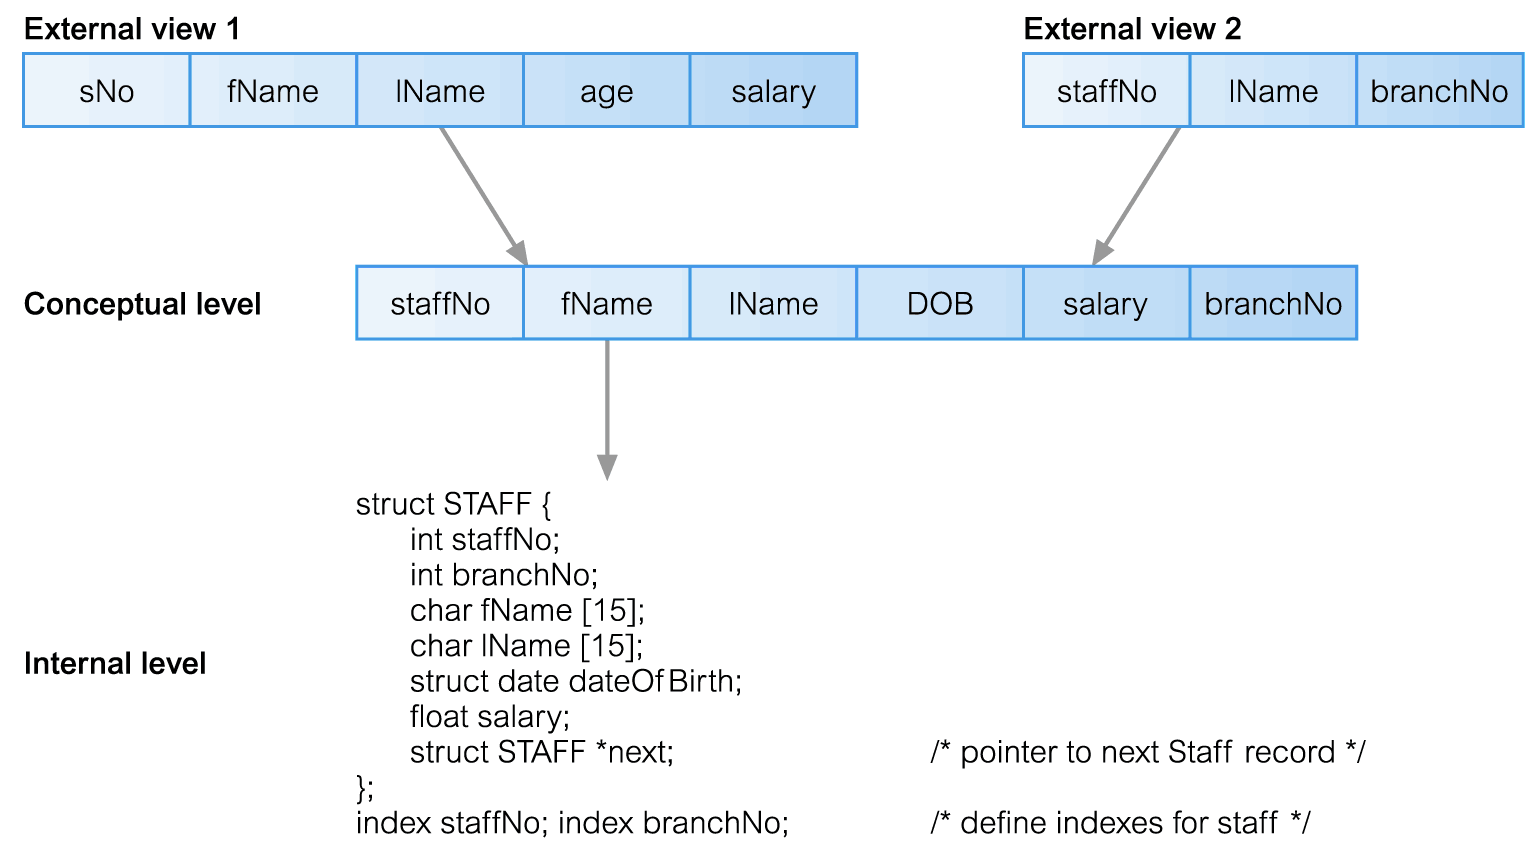 External view 1
External view 2
sNo fName lName age salary
staffNo lName branchNo
Conceptual level
staffNo fName lName DOB salary branchNo
struct STAFF {
int staffNo;
int branchNo;
char fName [15];
char lName [15];
Internal level
struct date dateOfBirth;
float salary;
struct STAFF *next; /* pointer to next Staff record */
};
index staffNo; index branchNo; /* define indexes for staff */